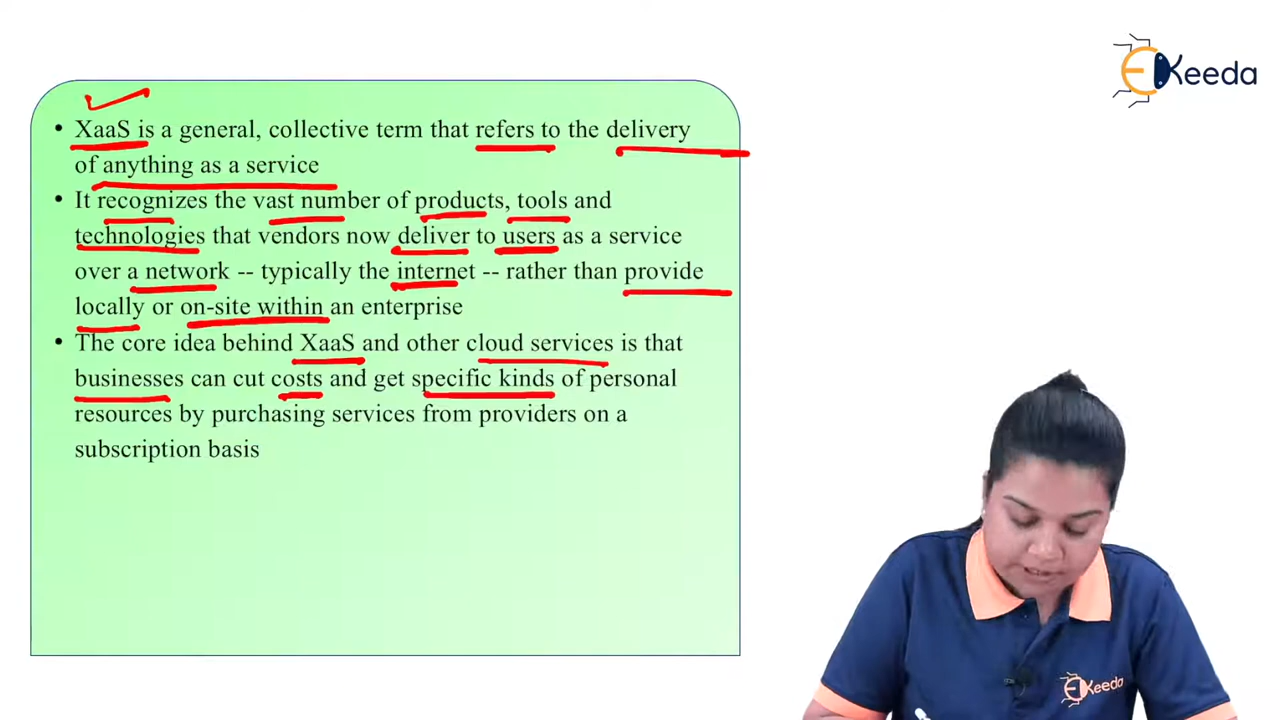 EKeeda
• XaaS is a general, collective term that refers to the delivery
of anything as a service
• It recognizes the vast number of products, tools and
technologies that vendors now deliver to users as a service
over a network -- typically the internet -- rather than provide
locally or on-site within an enterprise
• The core idea behind XaaS and other cloud services is that
businesses can cut costs and get specific kinds of personal
resources by purchasing services from providers on a
subscription basis
EKeeda